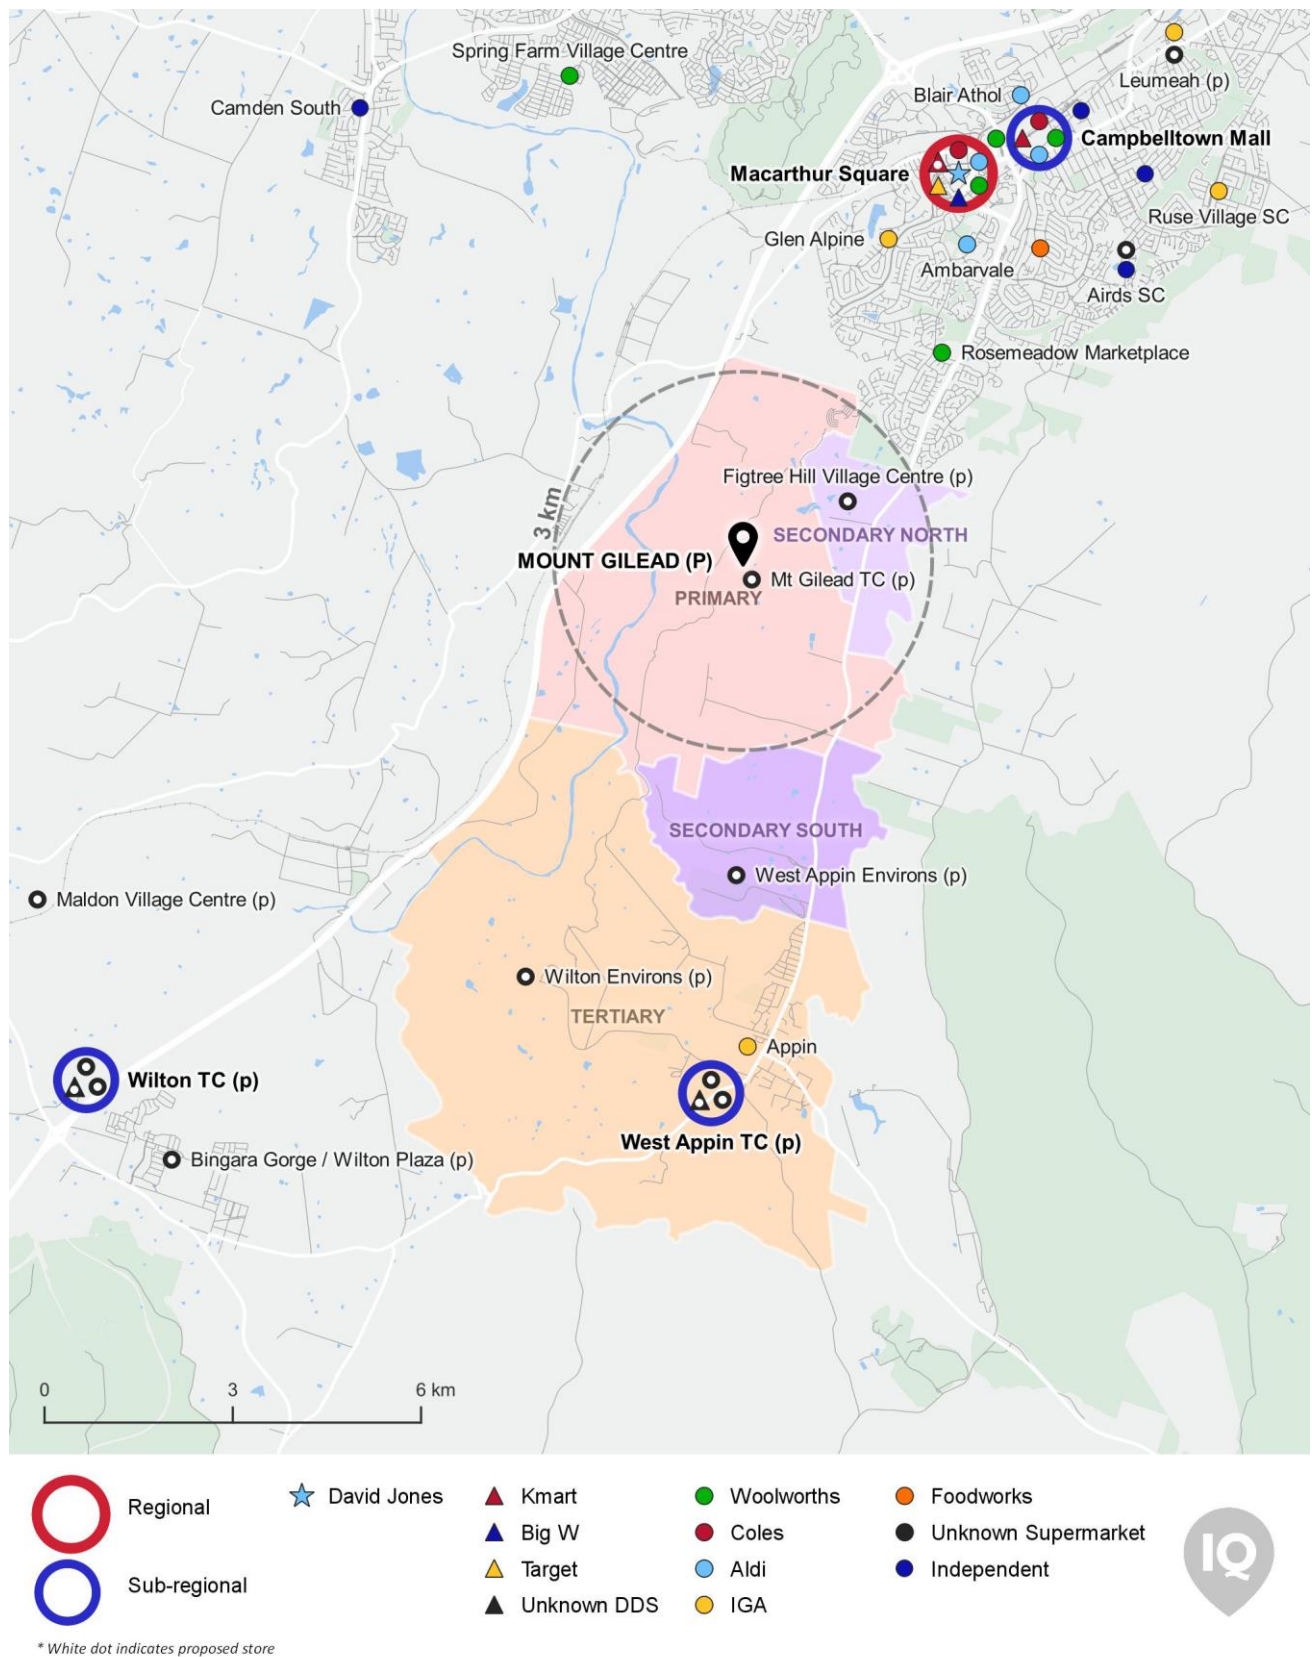 Spring Farm Village Centre
Camden South
Leumeah (p)
Blair Athol
Campbelltown Mall
Macarthur Square
Ruse Village SC
Glen Alpine
Ambarvale
Airds SC
Rosemeadow Marketplace
3 km
Figtree Hill Village Centre (p)
SECONDARY NORTH
MOUNT GILEAD (P)
Mt Gilead TC (p)
PRIMARY
SECONDARY SOUTH
West Appin Environs (p)
Maldon Village Centre (p)
Wilton Environs (p)
TERTIARY
Appin
Wilton TC (p)
West Appin TC (p)
Bingara Gorge / Wilton Plaza (p)
0 3 6 km
Regional
Sub-regional
David Jones
Kmart
Big W
Target
Unknown DDS
Woolworths
Coles
Aldi
IGA
Foodworks
Unknown Supermarket
Independent
IQ
* White dot indicates proposed store